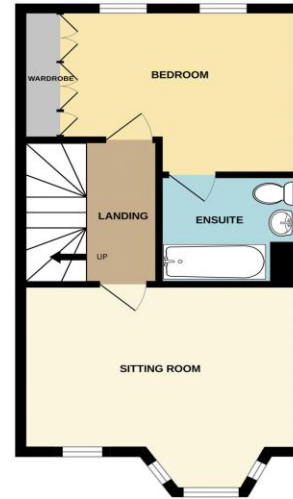 BEDROOM
WARDROBE
LANDING
ENSUITE
UP
SITTING ROOM